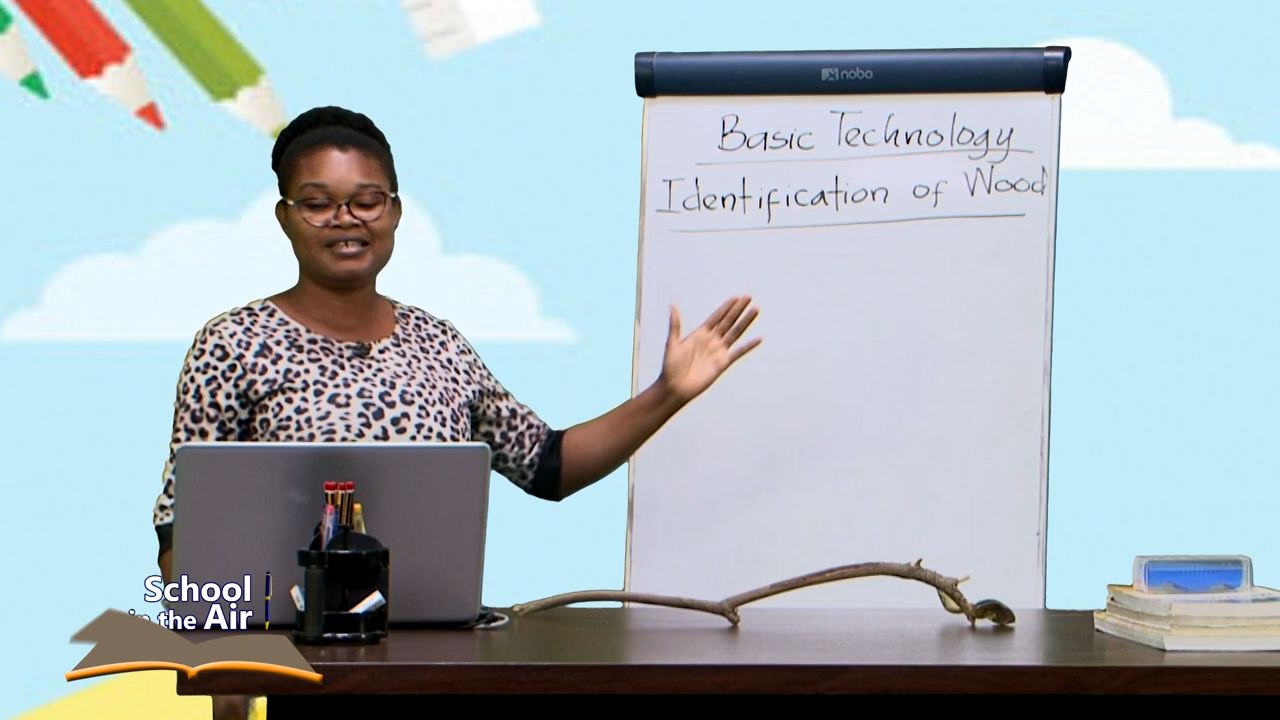 nobo
Basic Technology
Identification of Wood
School
in the Air